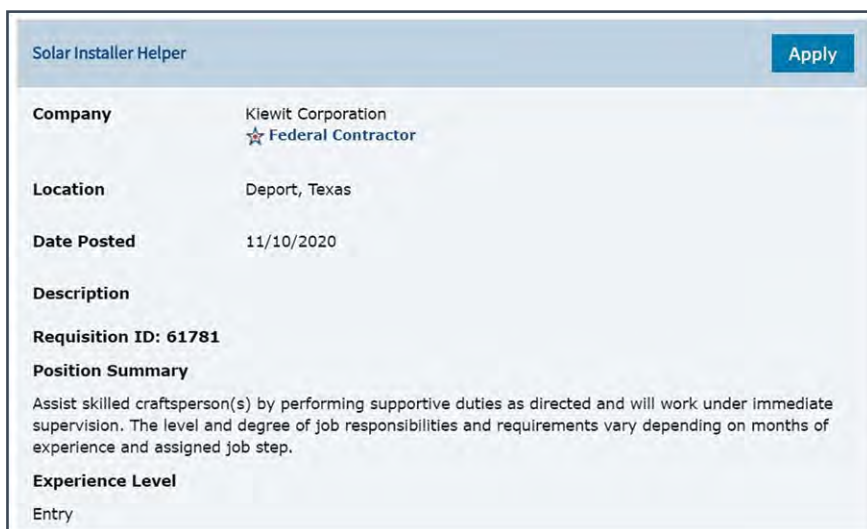 Solar Installer Helper
Apply
Company Kiewit Corporation
Federal Contractor
Location Deport, Texas
Date Posted 11/10/2020
Description
Requisition ID: 61781
Position Summary
Assist skilled craftsperson(s) by performing supportive duties as directed and will work under immediate
supervision. The level and degree of job responsibilities and requirements vary depending on months of
experience and assigned job step.
Experience Level
Entry